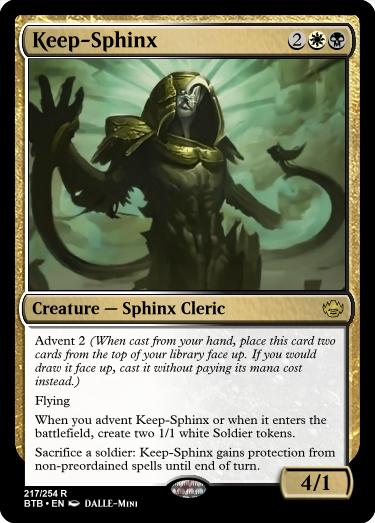 Keep-Sphinx 2
Creature — Sphinx Cleric
Advent 2 (When cast from your hand, place this card two
cards from the top of your library face up. If you would
draw it face up, cast it without paying its mana cost
instead.)
Flying
When you advent Keep-Sphinx or when it enters the
battlefield, create two 1/1 white Soldier tokens.
Sacrifice a soldier: Keep-Sphinx gains protection from
non-preordained spells until end of turn.
4/1
217/254 R
BTB • EN DALLE-Mini